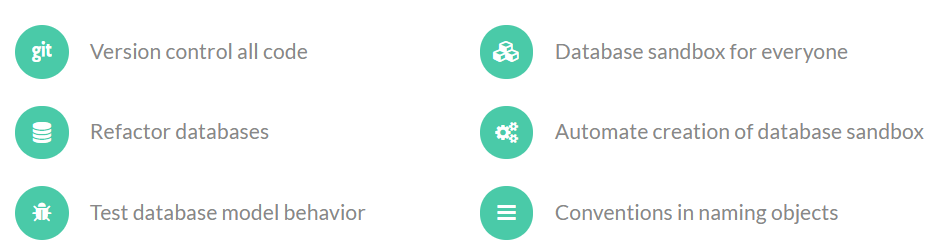 git
Version control all code
Database sandbox for everyone
Refactor databases
Automate creation of database sandbox
Test database model behavior
Conventions in naming objects